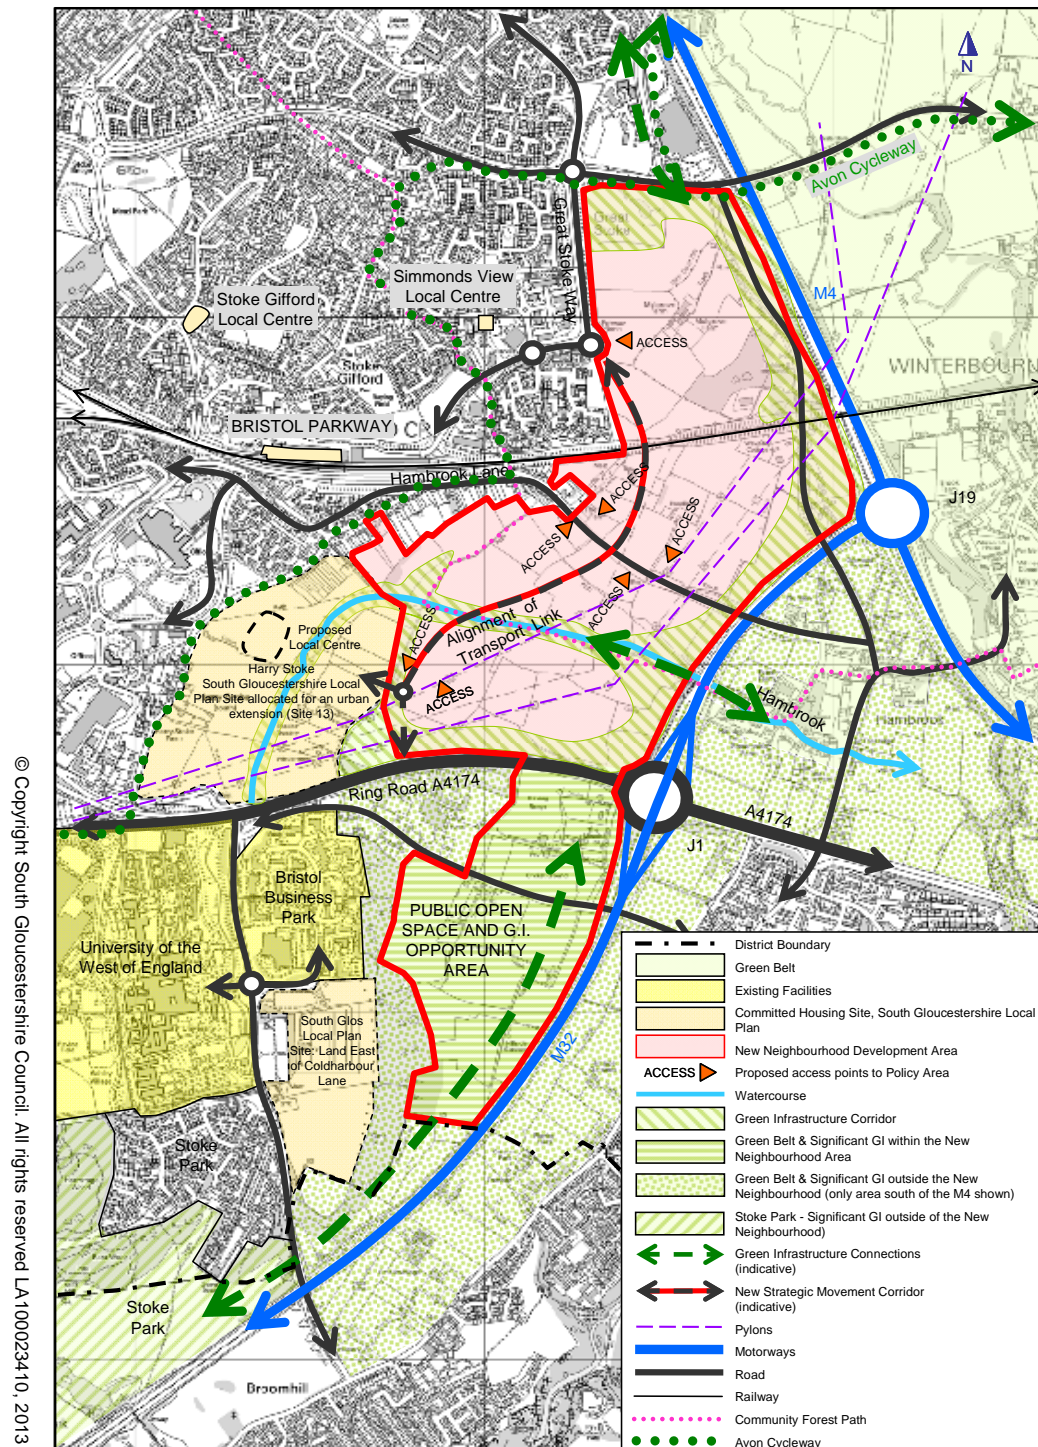 N
Avon Cycleway
Great
Stoke
Great Stoke Way
M4
Simmonds View
Local Centre
Stoke Gifford
Local Centre
Stoke
Gifford
ACCESS
WINTERBOURN
BRISTOL PARKWAY
Hambrook Lane
ACCESS
J19
ACCESS
ACCESS
ACCESS
ACCESS
Alignment of
Transport Link
Proposed
Local Centre
Harry Stoke
South Gloucestershire Local
Plan Site allocated for an urban
extension (Site 13)
ACCESS
Hambrook
Hambrook
Ring Road A4174
A4174
J1
Bristol
Business
Park
PUBLIC OPEN
SPACE AND G.I.
OPPORTUNITY
AREA
University of the
West of England
South Glos
Local Plan
Site: Land East
of Coldharbour
Lane
M32
Stoke
Park
Stoke
Park
Broomhill
District Boundary
Green Belt
Existing Facilities
Committed Housing Site, South Gloucestershire Local
Plan
New Neighbourhood Development Area
ACCESS Proposed access points to Policy Area
Watercourse
Green Infrastructure Corridor
Green Belt & Significant GI within the New
Neighbourhood Area
Green Belt & Significant GI outside the New
Neighbourhood (only area south of the M4 shown)
Stoke Park - Significant GI outside of the New
Neighbourhood)
Green Infrastructure Connections
(indicative)
New Strategic Movement Corridor
(indicative)
Pylons
Motorways
Road
Railway
Community Forest Path
Avon Cycleway
© Copyright South Gloucestershire Council. All rights reserved LA100023410, 2013